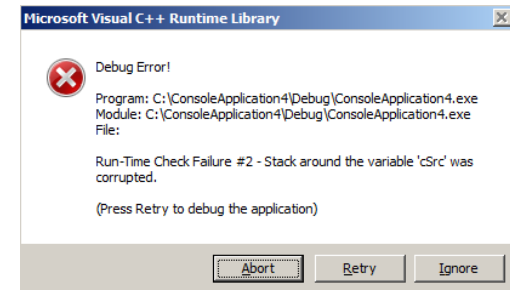 Microsoft Visual C++ Runtime Library
Debug Error!
Program: C:\ConsoleApplication4\Debug\ConsoleApplication4.exe
Module: C:\ConsoleApplication4\Debug\ConsoleApplication4.exe
File:
Run-Time Check Failure #2 - Stack around the variable 'cSrc' was
corrupted.
(Press Retry to debug the application)
Abort Retry Ignore